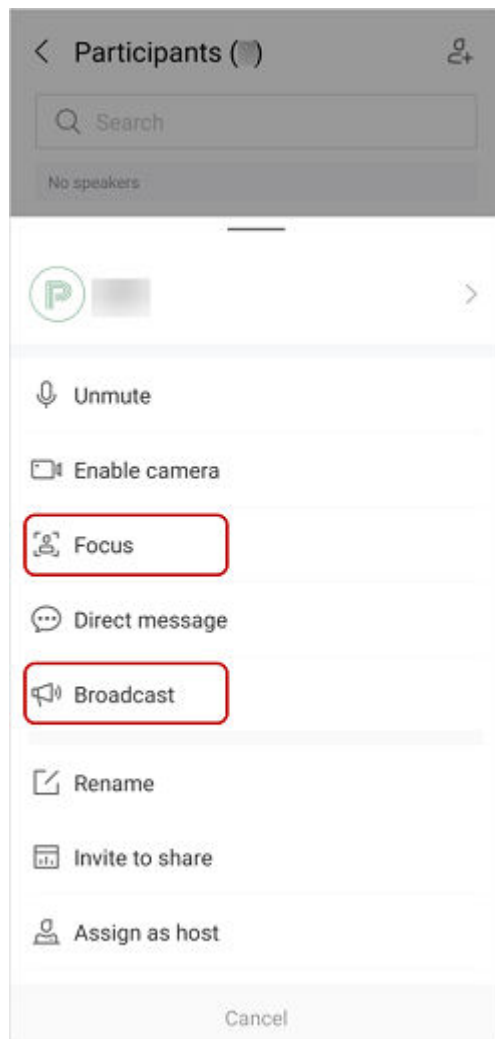 Participants ( )
Search
No speakers
P
Unmute
Enable camera
Focus
Direct message
Broadcast
Rename
Invite to share
Assign as host
Cancel